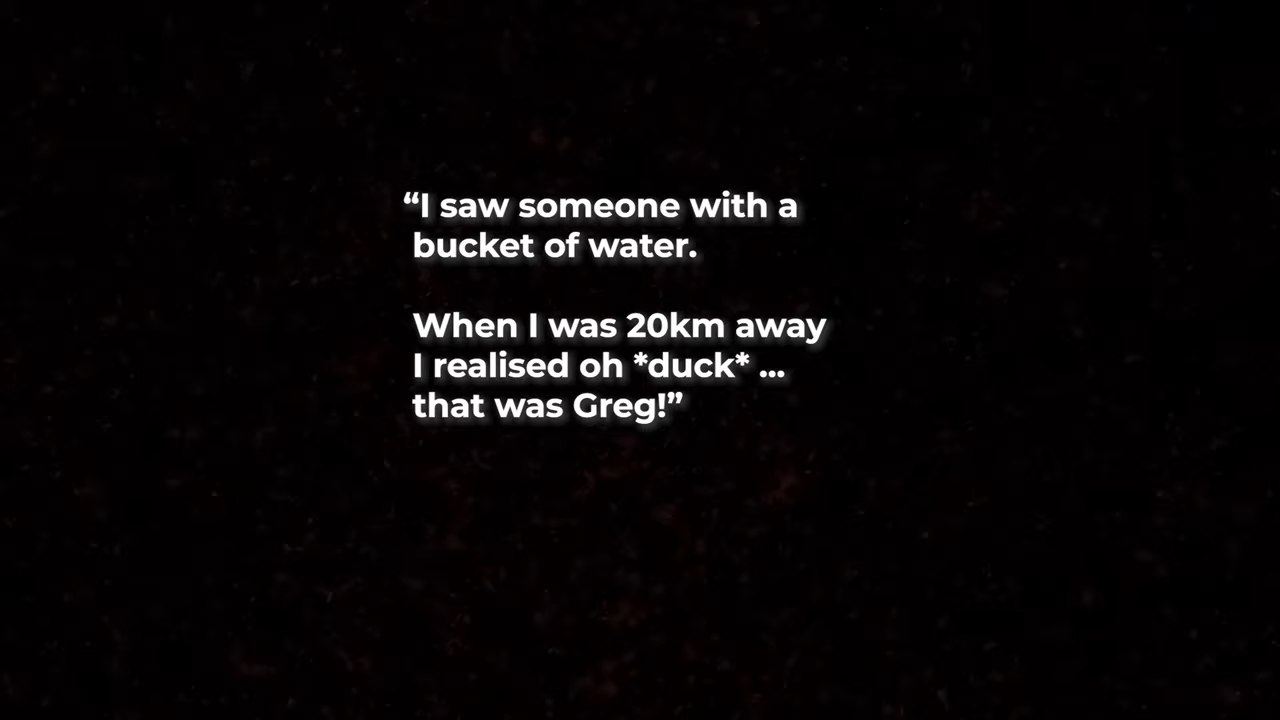 “I saw someone with a
bucket of water.
When I was 20km away
I realised oh *duck* ...
that was Greg!”